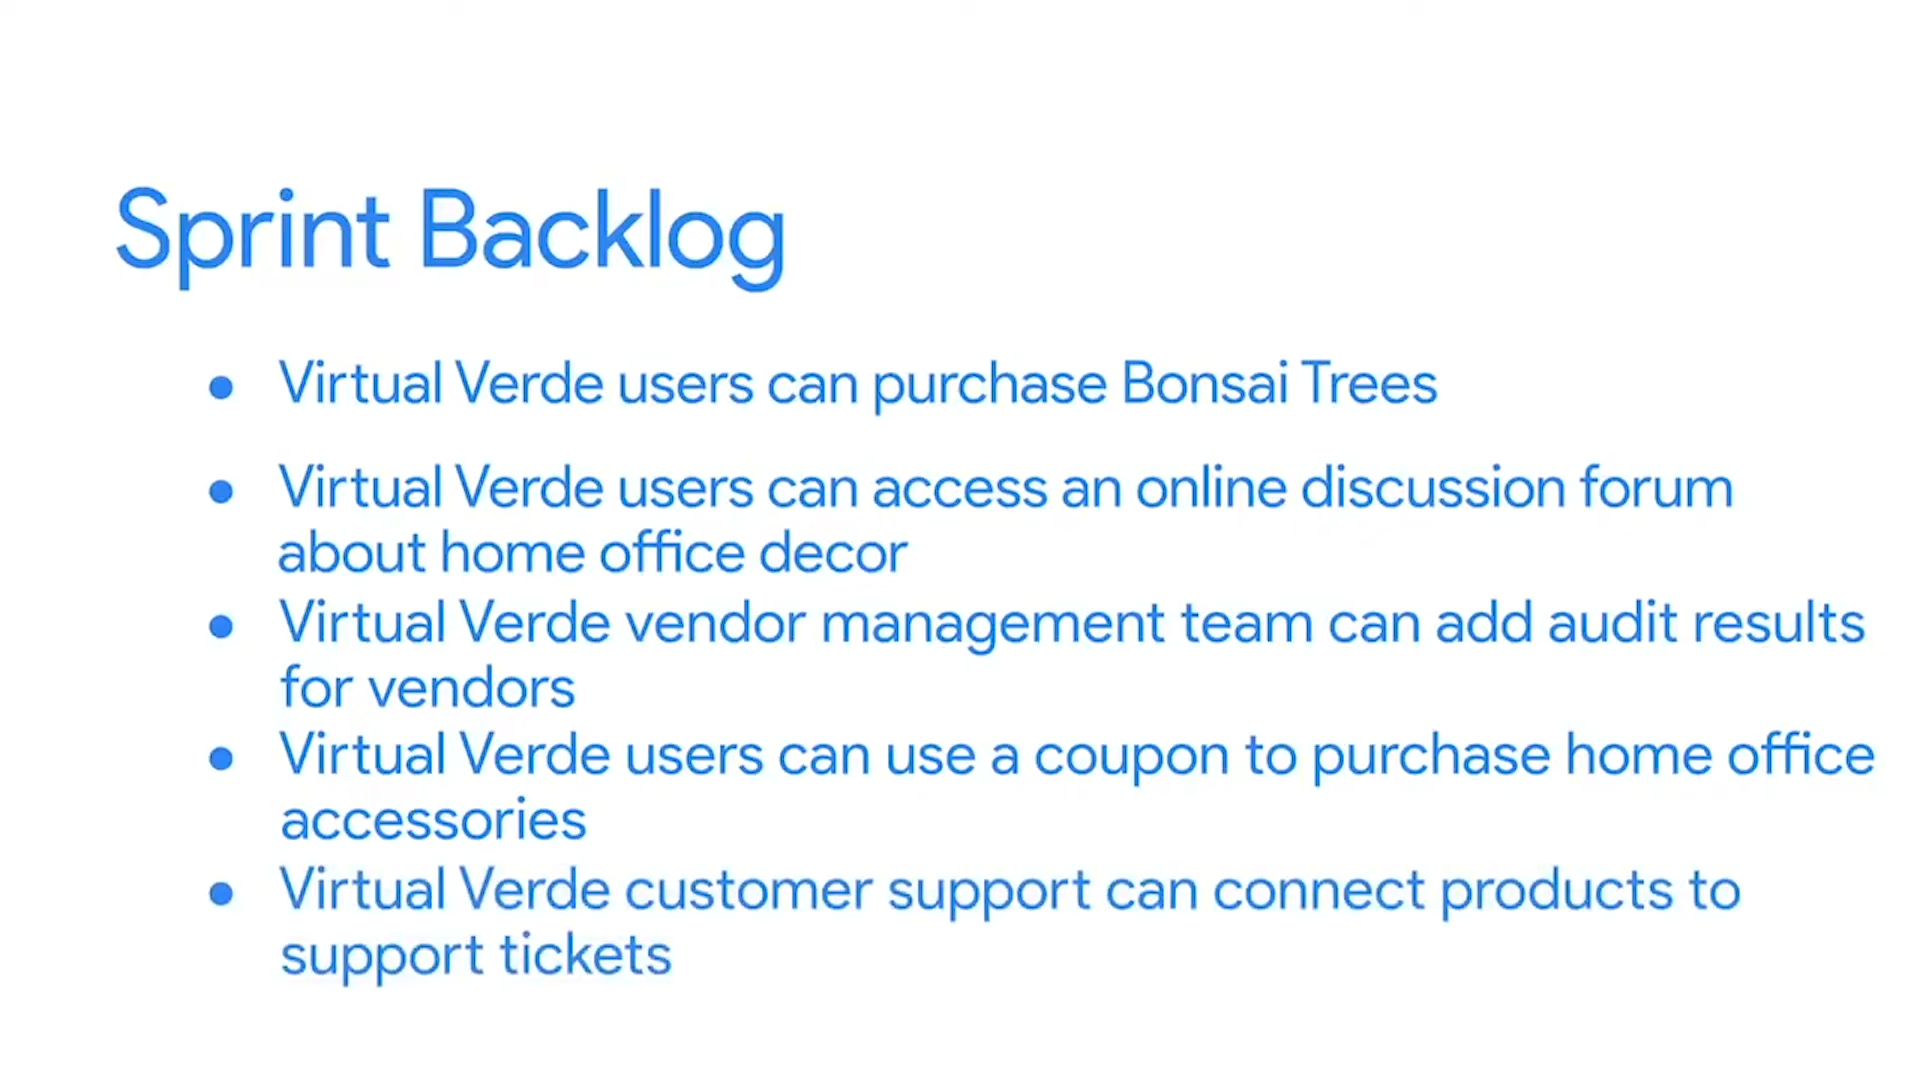 Sprint Backlog
● Virtual Verde users can purchase Bonsai Trees
● Virtual Verde users can access an online discussion forum
about home office decor
● Virtual Verde vendor management team can add audit results
for vendors
● Virtual Verde users can use a coupon to purchase home office
accessories
● Virtual Verde customer support can connect products to
support tickets